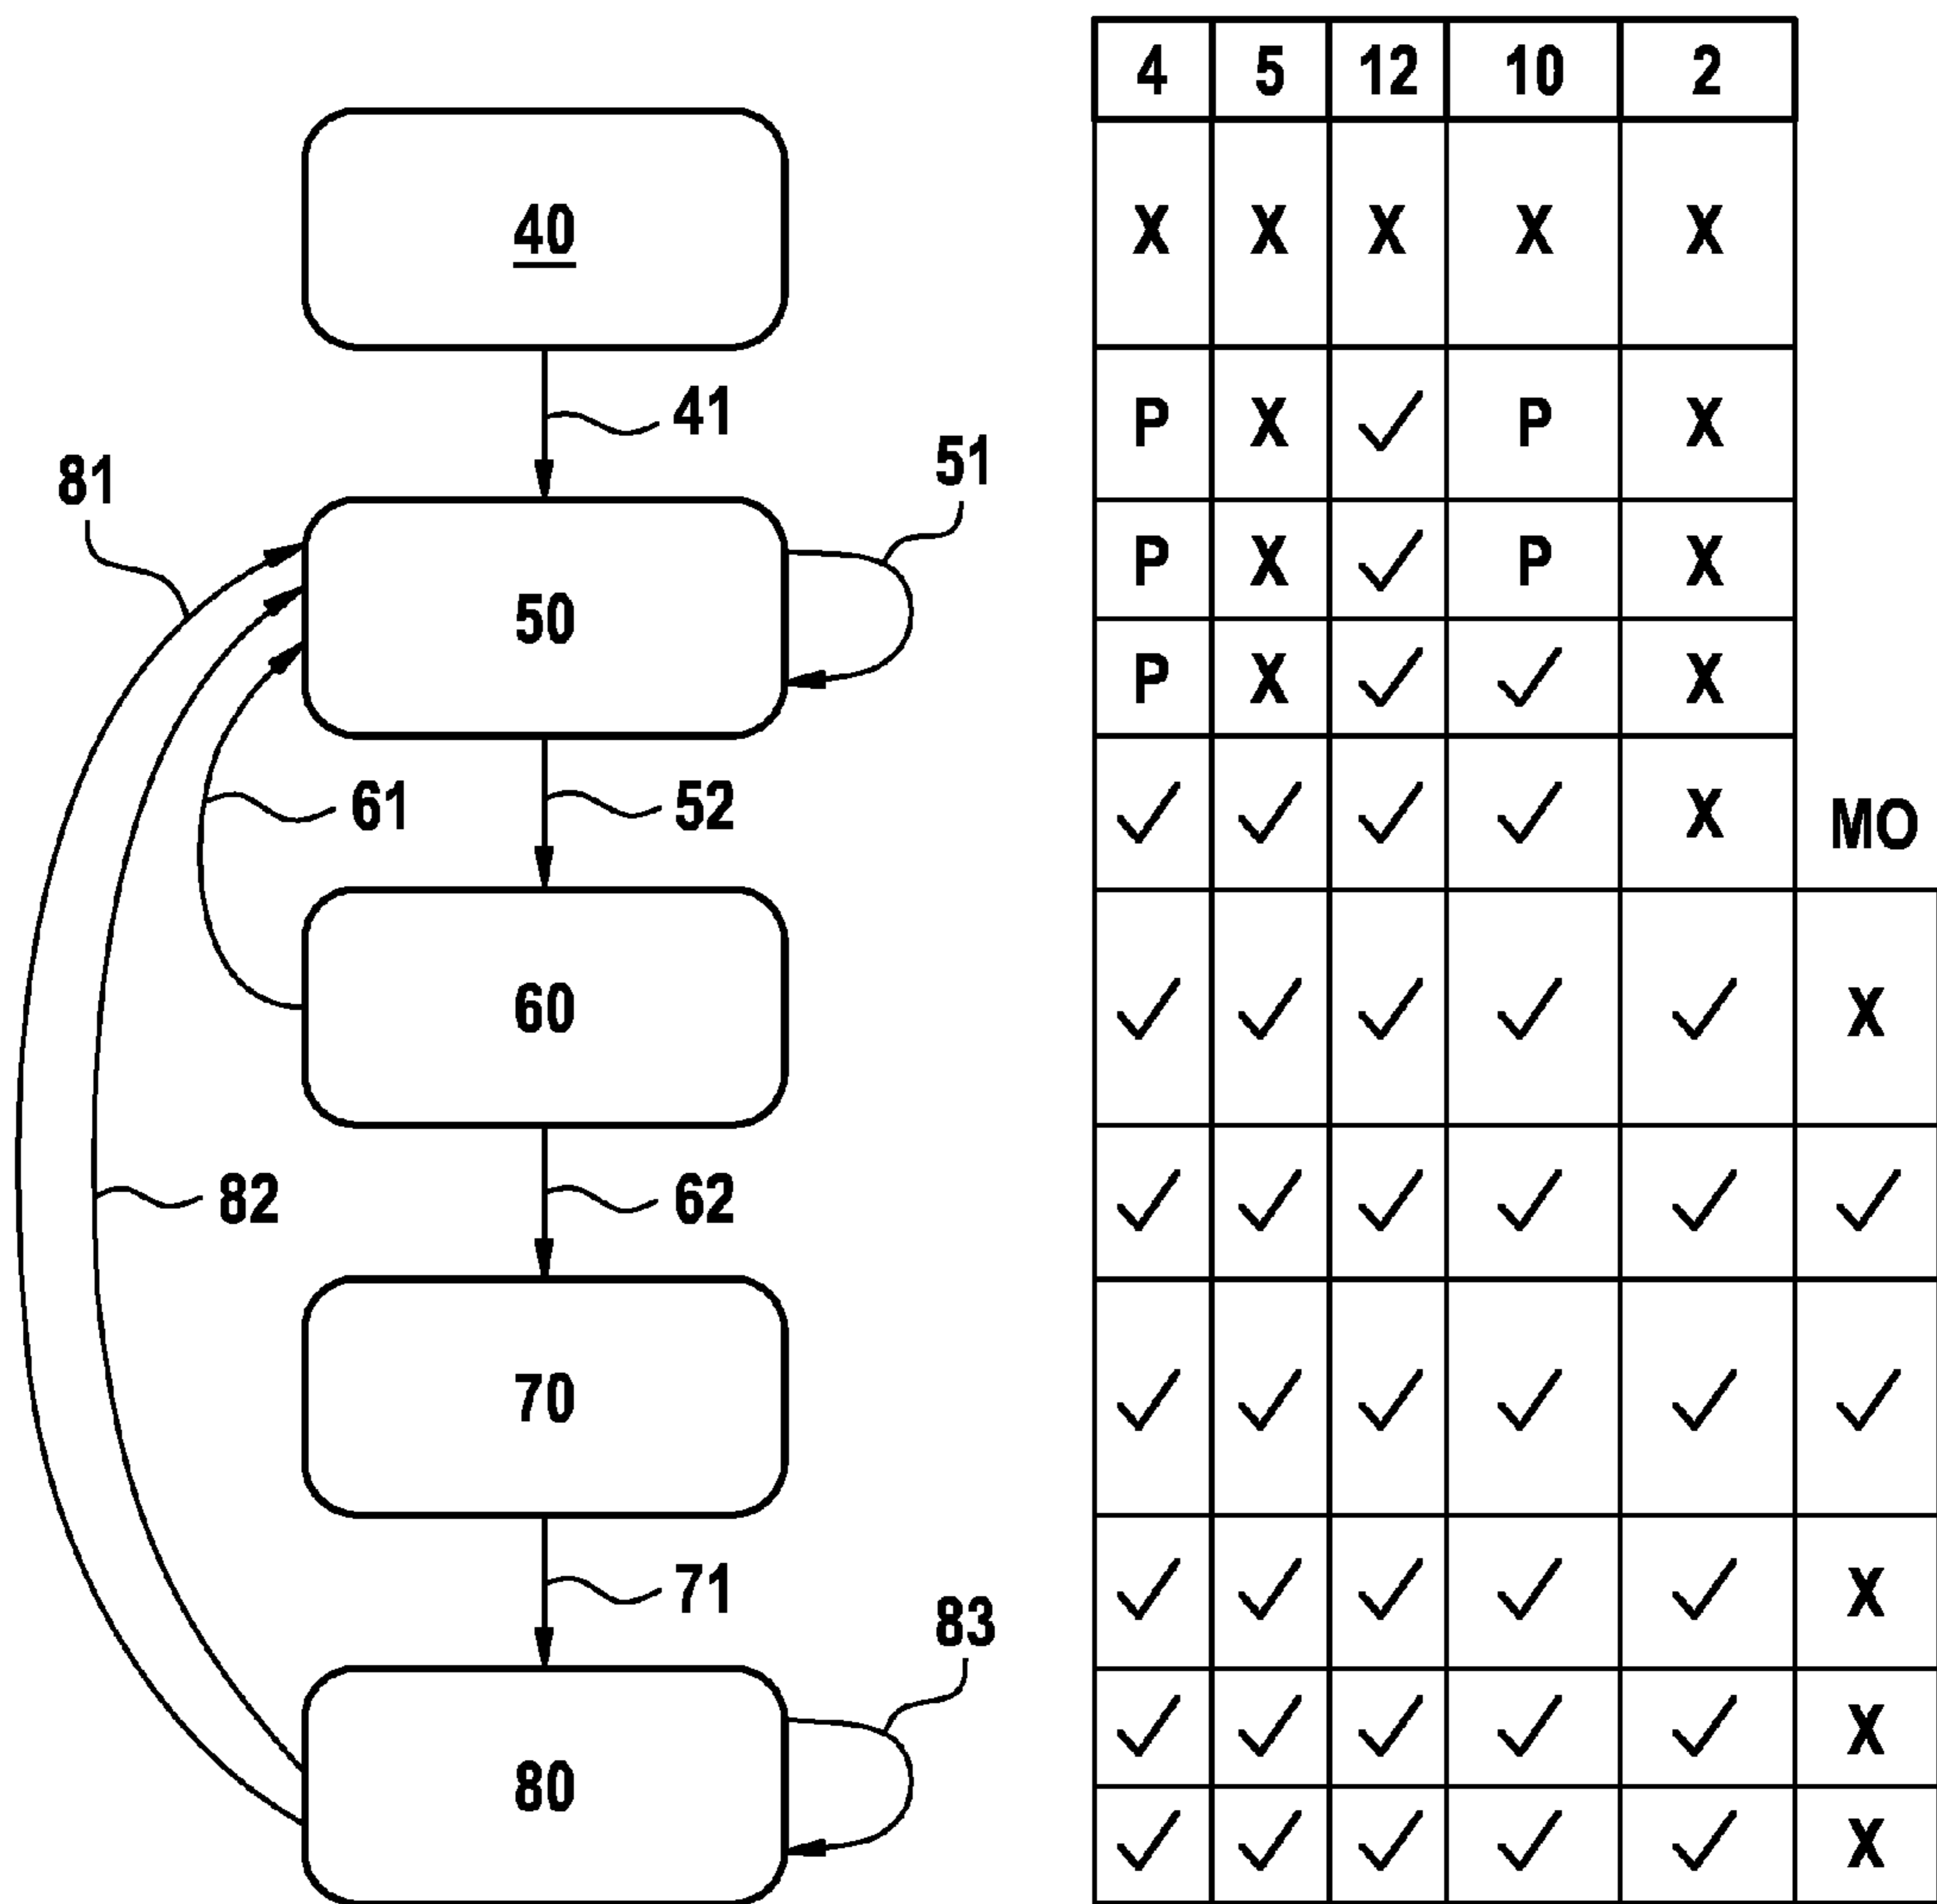 4 5 12 10 2
40
X X X X X
41
P X ✓ P X
81
51
50
P X ✓ P X
P X ✓ ✓ X
61
52
✓ ✓ ✓ ✓ X MO
60
✓ ✓ ✓ ✓ ✓ X
82
62
✓ ✓ ✓ ✓ ✓ ✓
70
✓ ✓ ✓ ✓ ✓ ✓
71
✓ ✓ ✓ ✓ ✓ X
83
80
✓ ✓ ✓ ✓ ✓ X
✓ ✓ ✓ ✓ ✓ X